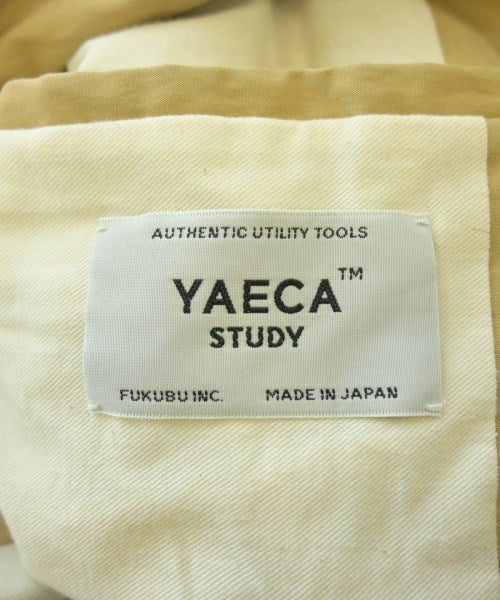 AUTHENTIC UTILITY TOOLS
YAECA™
STUDY
FUKUBU INC. MADE IN JAPAN